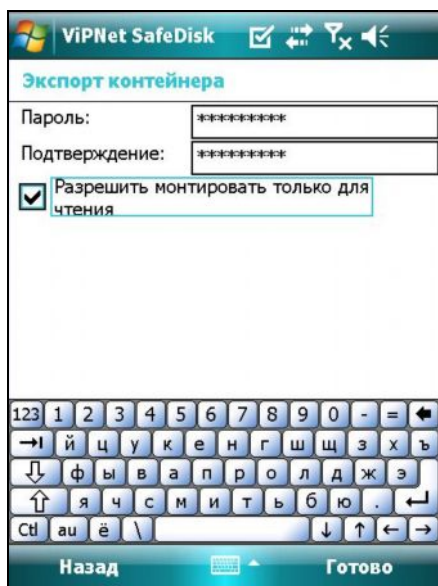 ViPNet SafeDisk
Экспорт контейнера
Пароль: *********
Подтверждение: *********
Разрешить монтировать только для
чтения
123 1 2 3 4 5 6 7 8 9 0 - =
й ц у к е н г ш щ з х ъ
ф ы в а п р о л д ж э
я ч с м и т ь б ю .
Ctl au ё \
Назад Готово